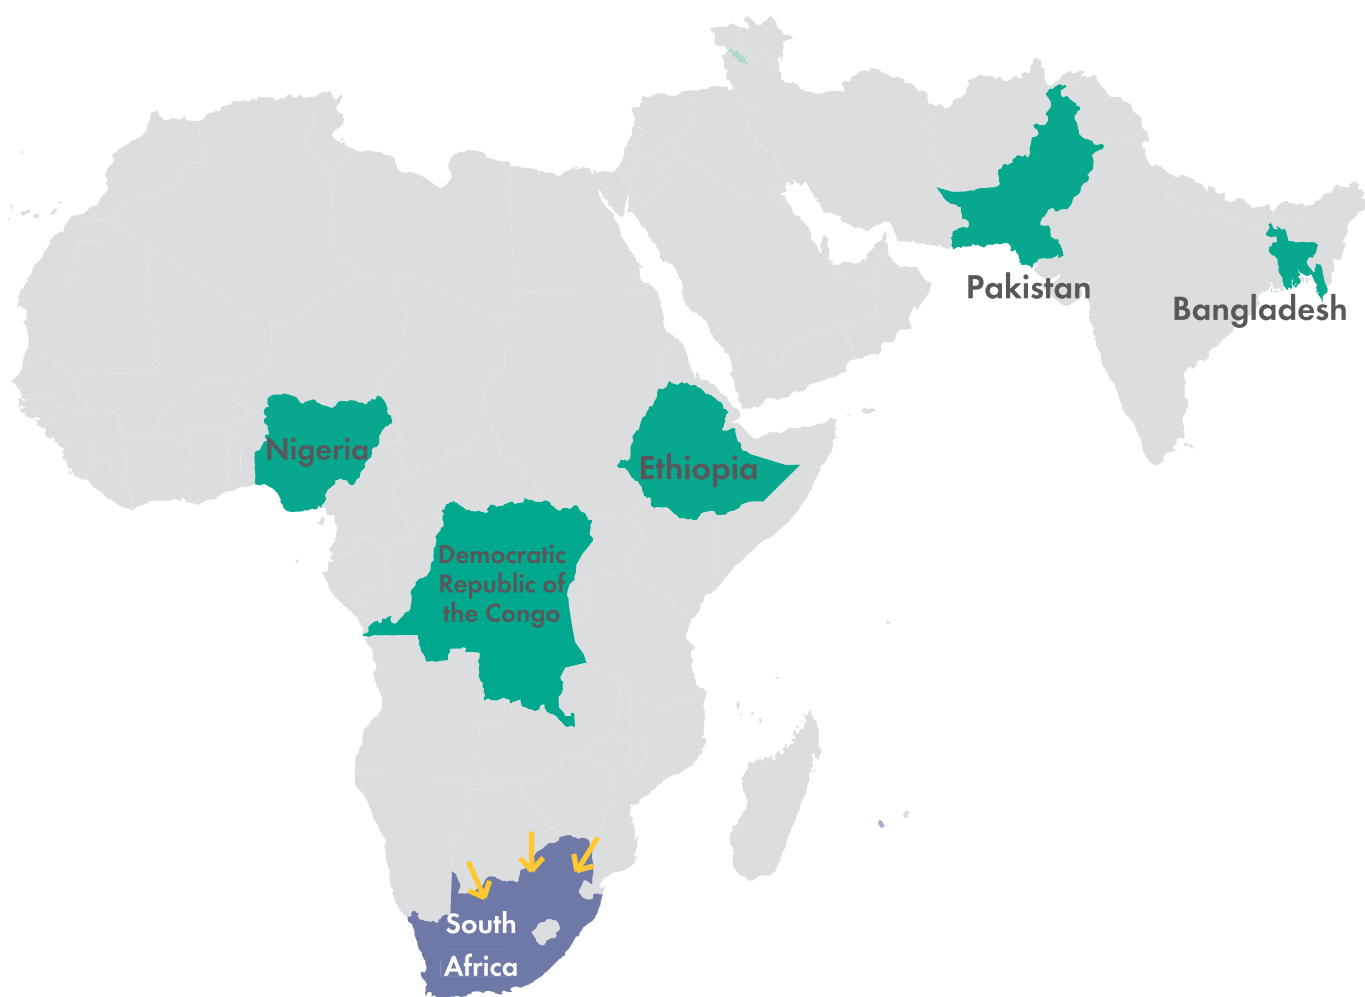 Pakistan
Bangladesh
Nigeria
Ethiopia
Democratic
Republic of
the Congo
South
Africa